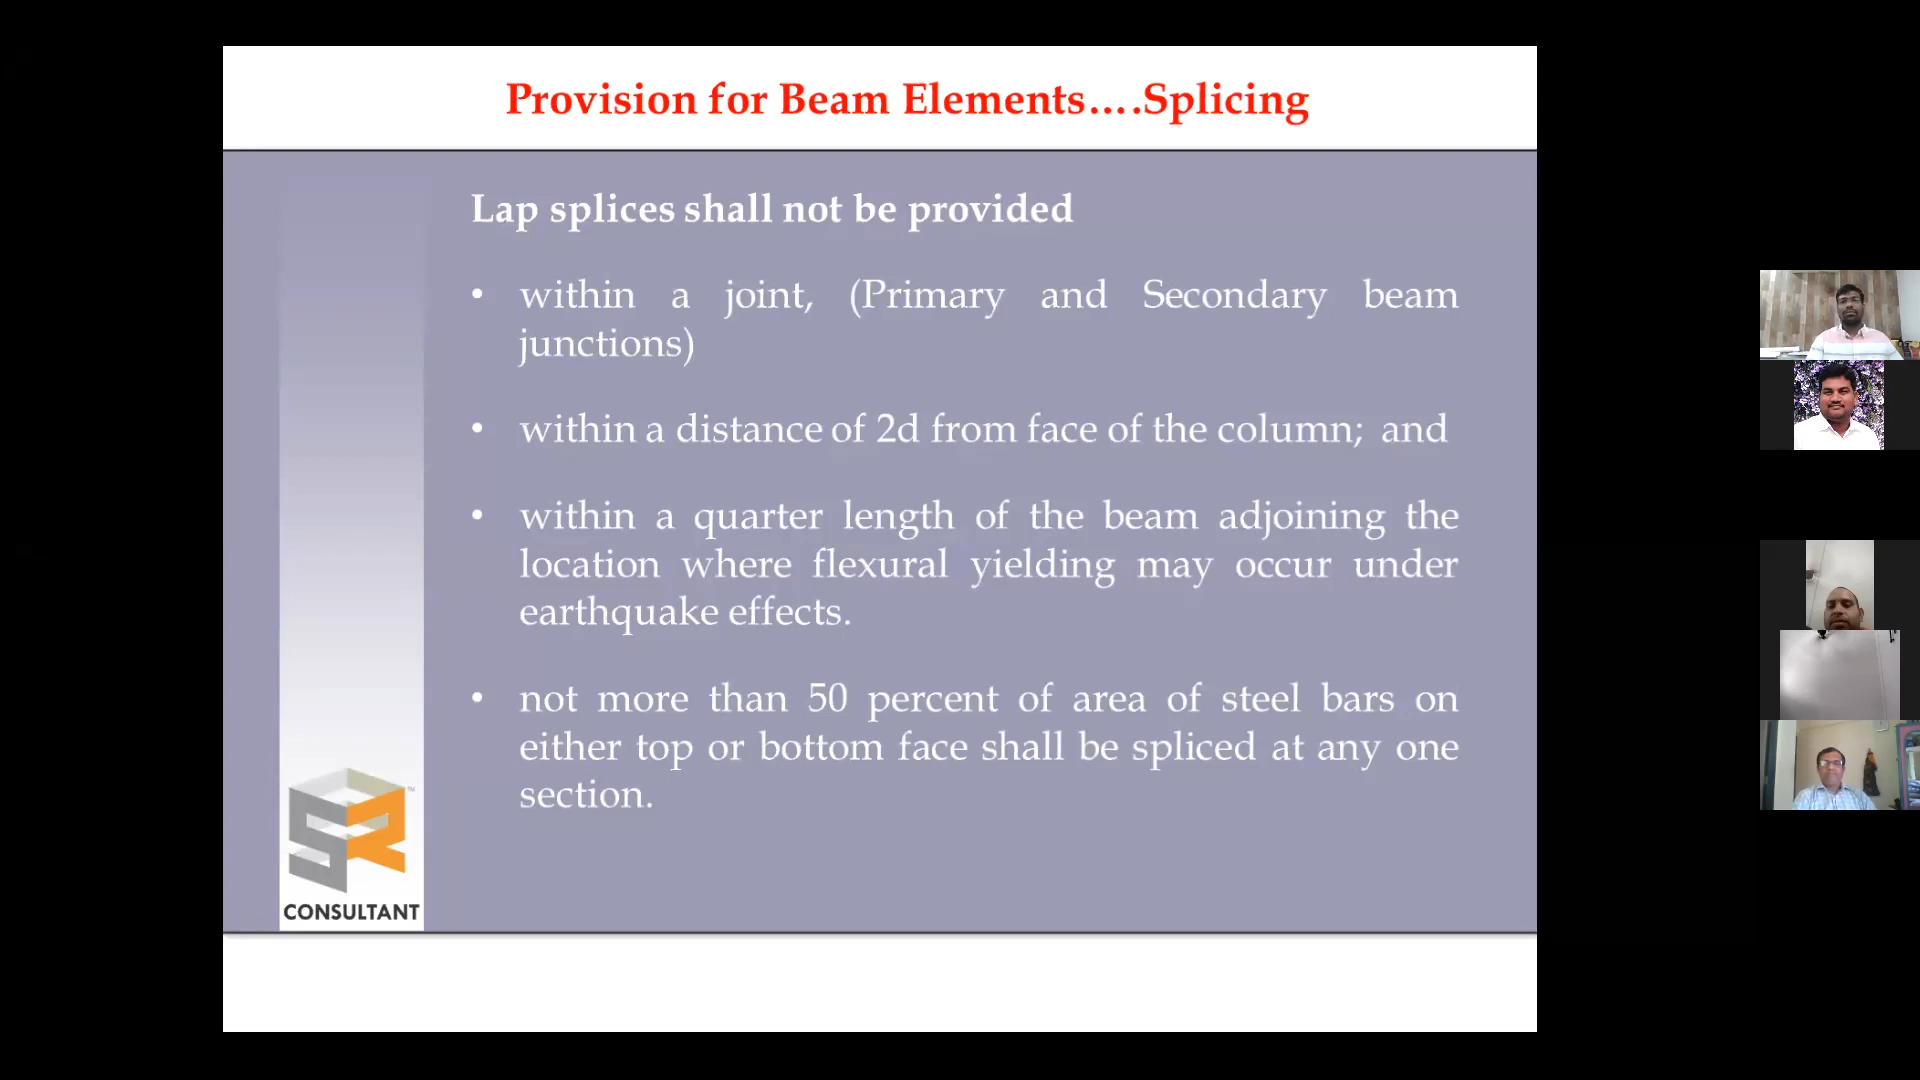 Provision for Beam Elements….Splicing
Lap splices shall not be provided
• within a joint, (Primary and Secondary beam
junctions)
• within a distance of 2d from face of the column; and
• within a quarter length of the beam adjoining the
location where flexural yielding may occur under
earthquake effects.
• not more than 50 percent of area of steel bars on
either top or bottom face shall be spliced at any one
section.
SR
™
CONSULTANT